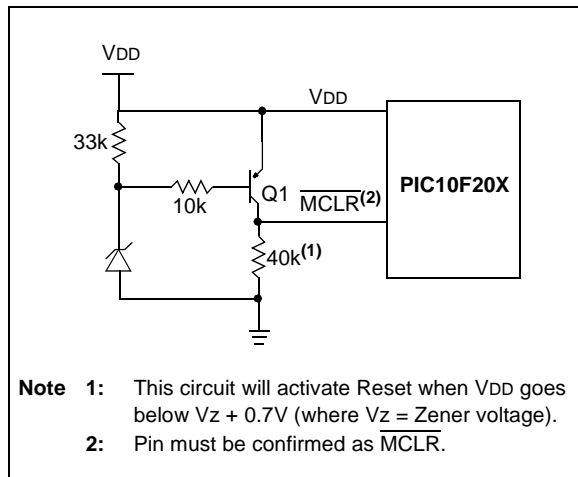 VDD
VDD
33k
PIC10F20X
Q1
MCLR(2)
10k
40k(1)
Note 1: This circuit will activate Reset when VDD goes
below Vz + 0.7V (where Vz = Zener voltage).
2: Pin must be confirmed as MCLR.